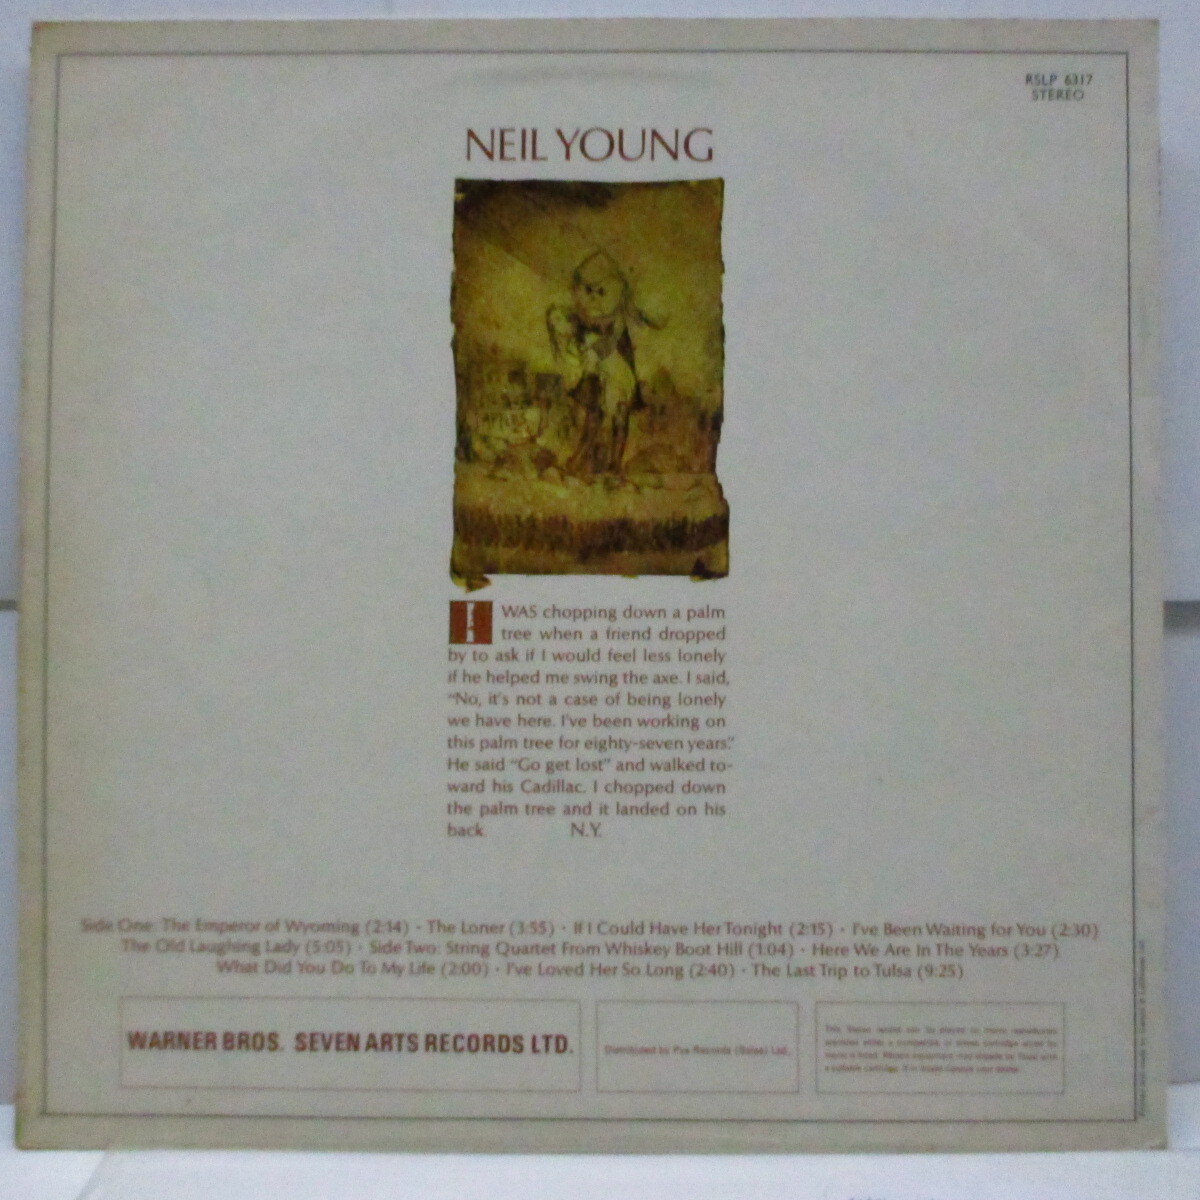 RSLP 6317
STEREO
NEIL YOUNG
I WAS chopping down a palm
tree when a friend dropped
by to ask if I would feel less lonely
if he helped me swing the axe. I said,
“No, it's not a case of being lonely
we have here. I've been working on
this palm tree for eighty-seven years.”
He said “Go get lost” and walked to-
ward his Cadillac. I chopped down
the palm tree and it landed on his
back. N.Y.
Side One: The Emperor of Wyoming (2:14) · The Loner (3:55) · If I Could Have Her Tonight (2:15) · I've Been Waiting for You (2:30)
The Old Laughing Lady (5:05) · Side Two: String Quartet From Whiskey Boot Hill (1:04) · Here We Are In The Years (3:27)
What Did You Do To My Life (2:00) · I've Loved Her So Long (2:40) · The Last Trip to Tulsa (9:25)
WARNER BROS. SEVEN ARTS RECORDS LTD.
Distributed by Pye Records (Sales) Ltd.